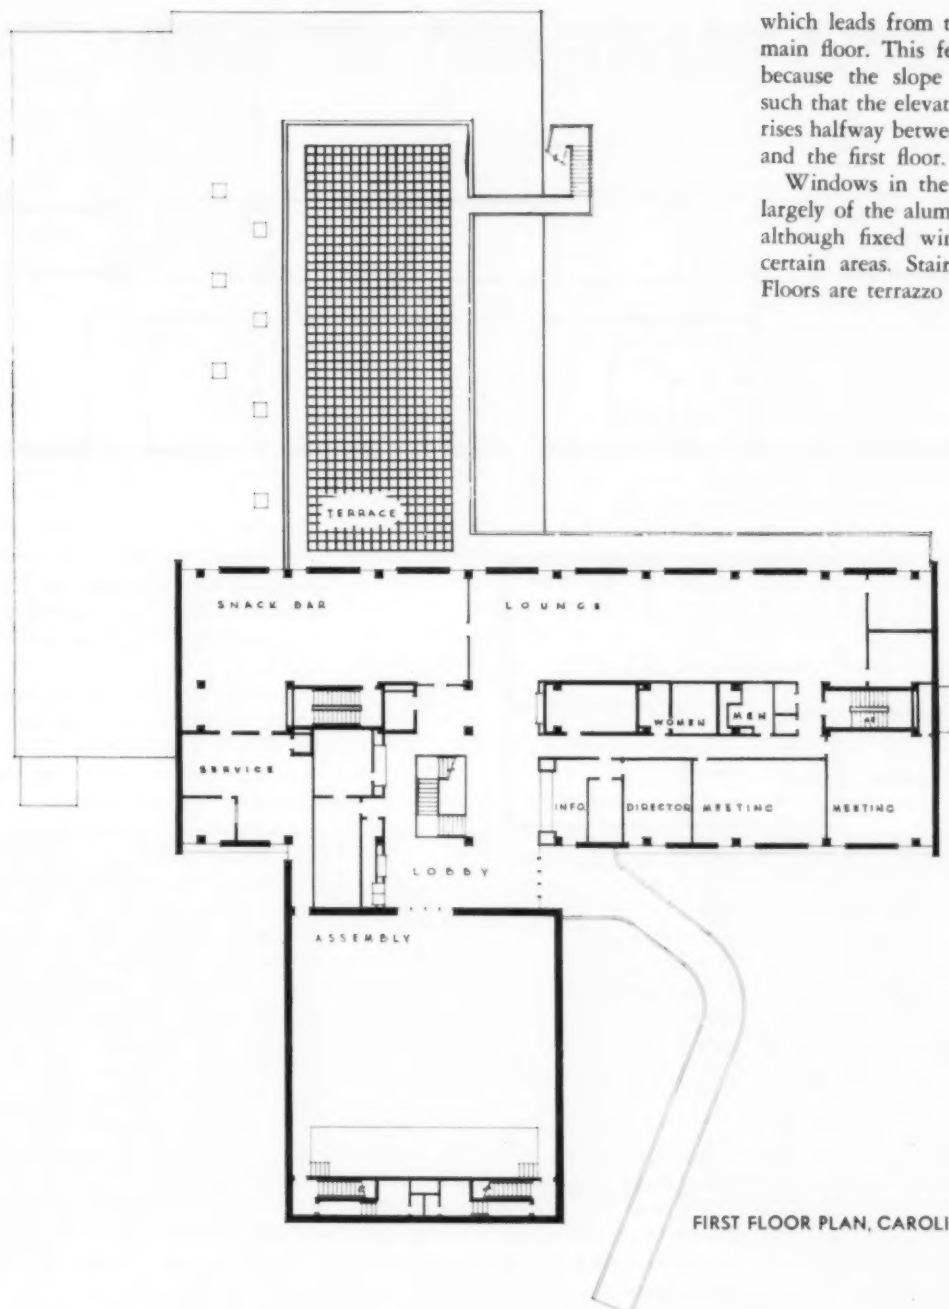 which leads from t
main floor. This fe
because the slope
such that the elevat
rises halfway betwe
and the first floor.
Windows in the
largely of the alum
although fixed win
certain areas. Stair
Floors are terrazzo
TERRACE
SNACK BAR
LOUNGE
WOMEN
MEN
SERVICE
INFO.
DIRECTOR
MEETING
MEETING
LOBBY
ASSEMBLY
FIRST FLOOR PLAN, CAROLI